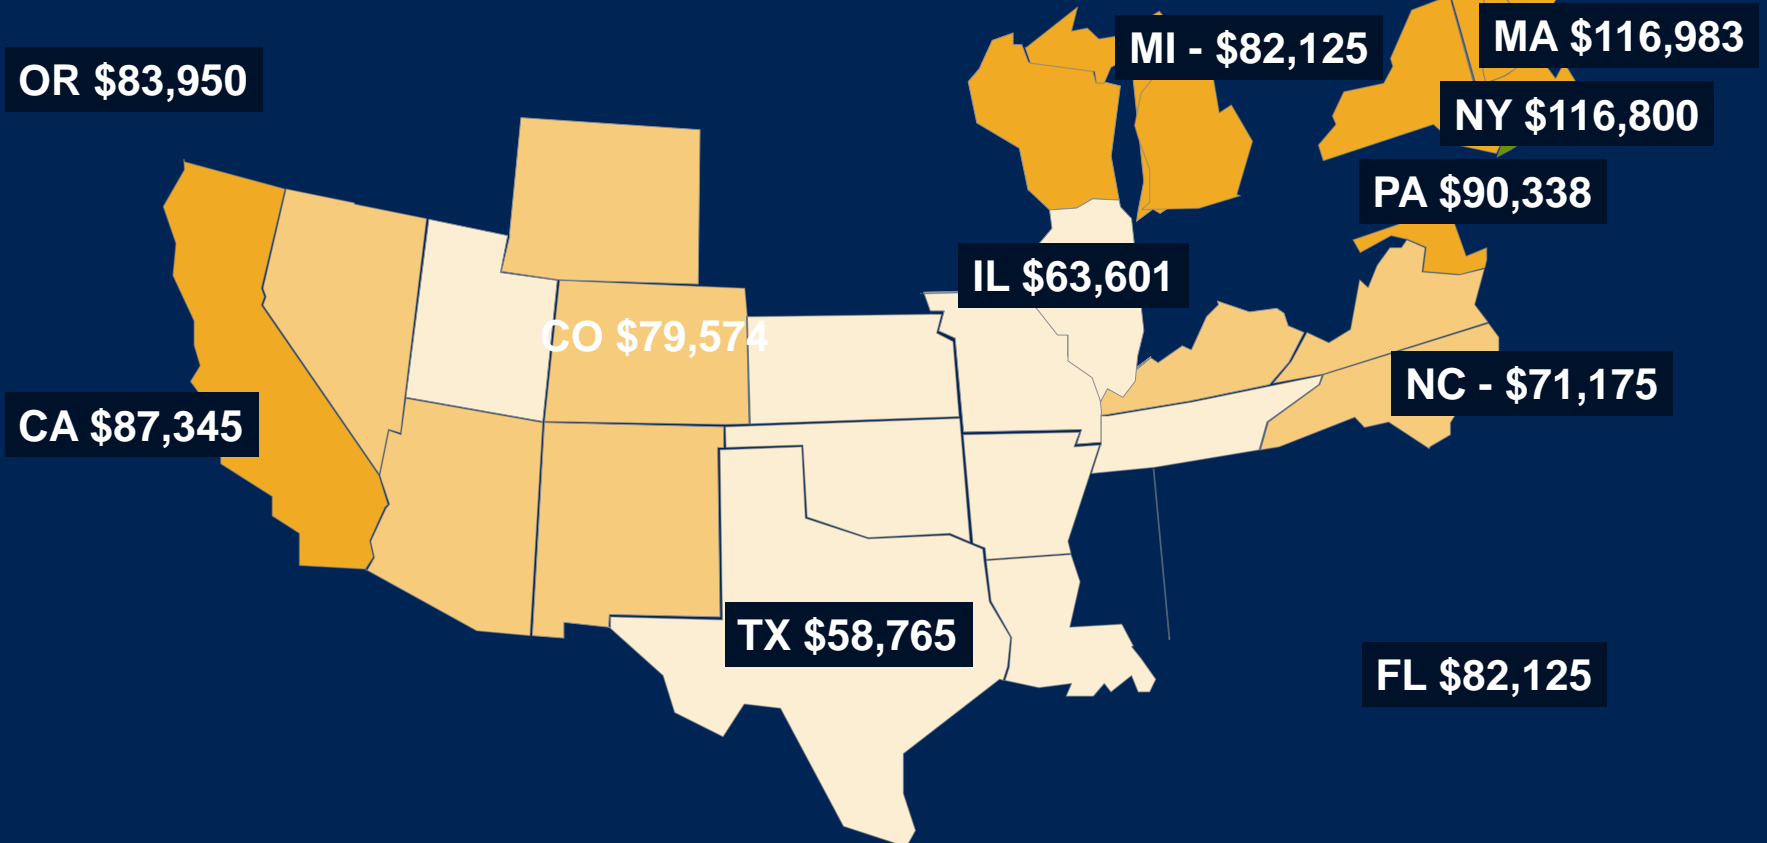 MA $116,983
MI - $82,125
OR $83,950
NY $116,800
PA $90,338
IL $63,601
CO $79,574
NC - $71,175
CA $87,345
TX $58,765
FL $82,125